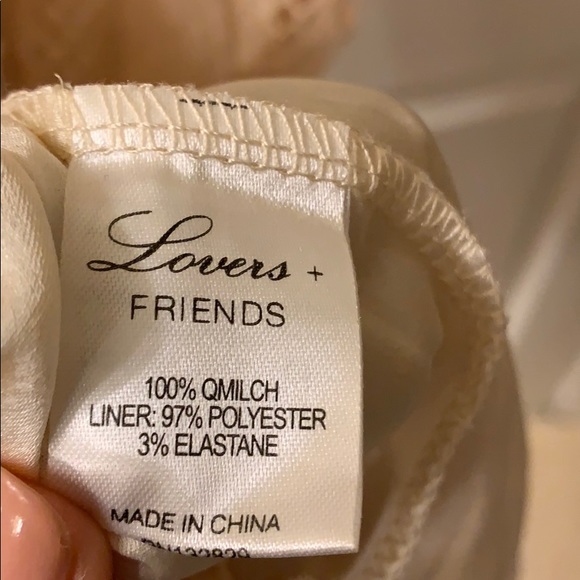 Lovers +
FRIENDS
100% QMILCH
LINER: 97% POLYESTER
3% ELASTANE
MADE IN CHINA